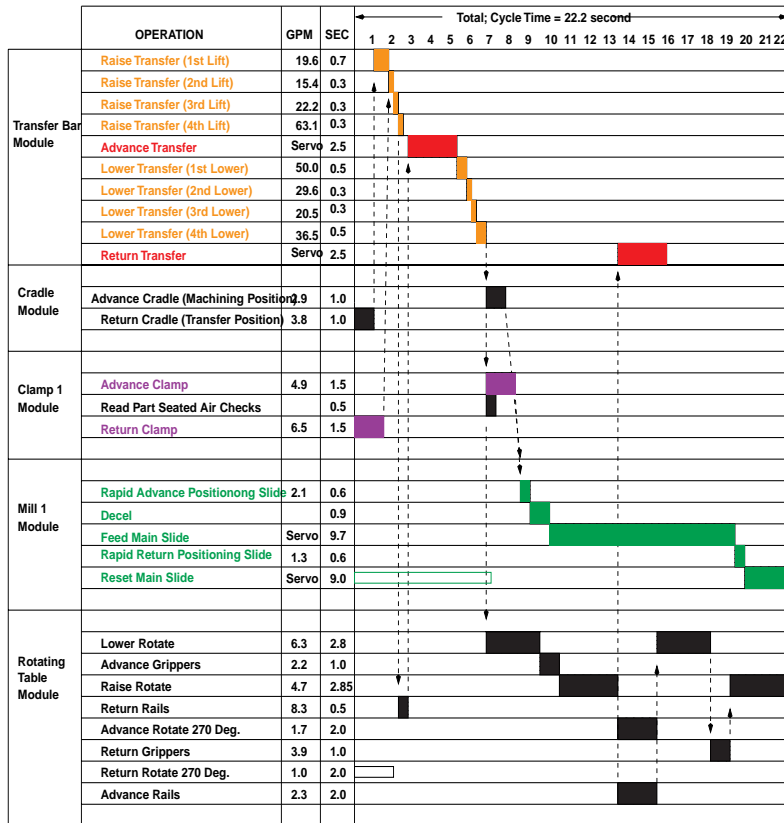 Total; Cycle Time = 22.2 second
OPERATION GPM SEC 1 2 3 4 5 6 7 8 9 10 11 12 13 14 15 16 17 18 19 20 21 22
Transfer Bar Module
Raise Transfer (1st Lift) 19.6 0.7
Raise Transfer (2nd Lift) 15.4 0.3
Raise Transfer (3rd Lift) 22.2 0.3
Raise Transfer (4th Lift) 63.1 0.3
Advance Transfer Servo 2.5
Lower Transfer (1st Lower) 50.0 0.5
Lower Transfer (2nd Lower) 29.6 0.3
Lower Transfer (3rd Lower) 20.5 0.3
Lower Transfer (4th Lower) 36.5 0.5
Return Transfer Servo 2.5
Cradle Module
Advance Cradle (Machining Position) 2.9 1.0
Return Cradle (Transfer Position) 3.8 1.0
Clamp 1 Module
Advance Clamp 4.9 1.5
Read Part Seated Air Checks 0.5
Return Clamp 6.5 1.5
Mill 1 Module
Rapid Advance Positionong Slide 2.1 0.6
Decel 0.9
Feed Main Slide Servo 9.7
Rapid Return Positioning Slide 1.3 0.6
Reset Main Slide Servo 9.0
Rotating Table Module
Lower Rotate 6.3 2.8
Advance Grippers 2.2 1.0
Raise Rotate 4.7 2.85
Return Rails 8.3 0.5
Advance Rotate 270 Deg. 1.7 2.0
Return Grippers 3.9 1.0
Return Rotate 270 Deg. 1.0 2.0
Advance Rails 2.3 2.0